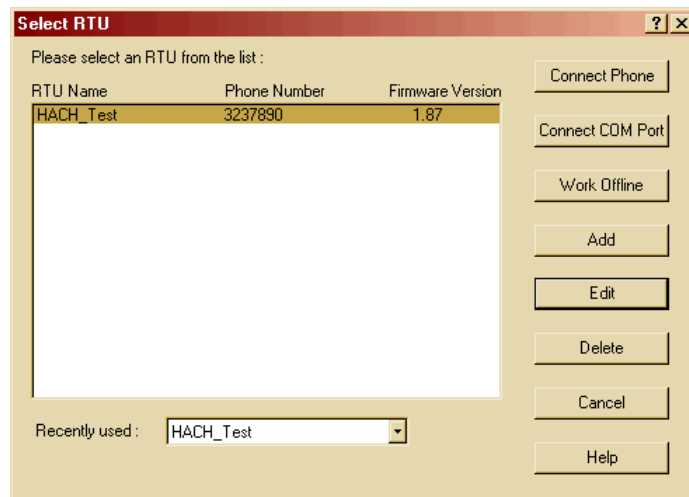 Select RTU
Please select an RTU from the list :
RTU Name Phone Number Firmware Version
HACH_Test 3237890 1.87
Recently used : HACH_Test
Connect Phone
Connect COM Port
Work Offline
Add
Edit
Delete
Cancel
Help